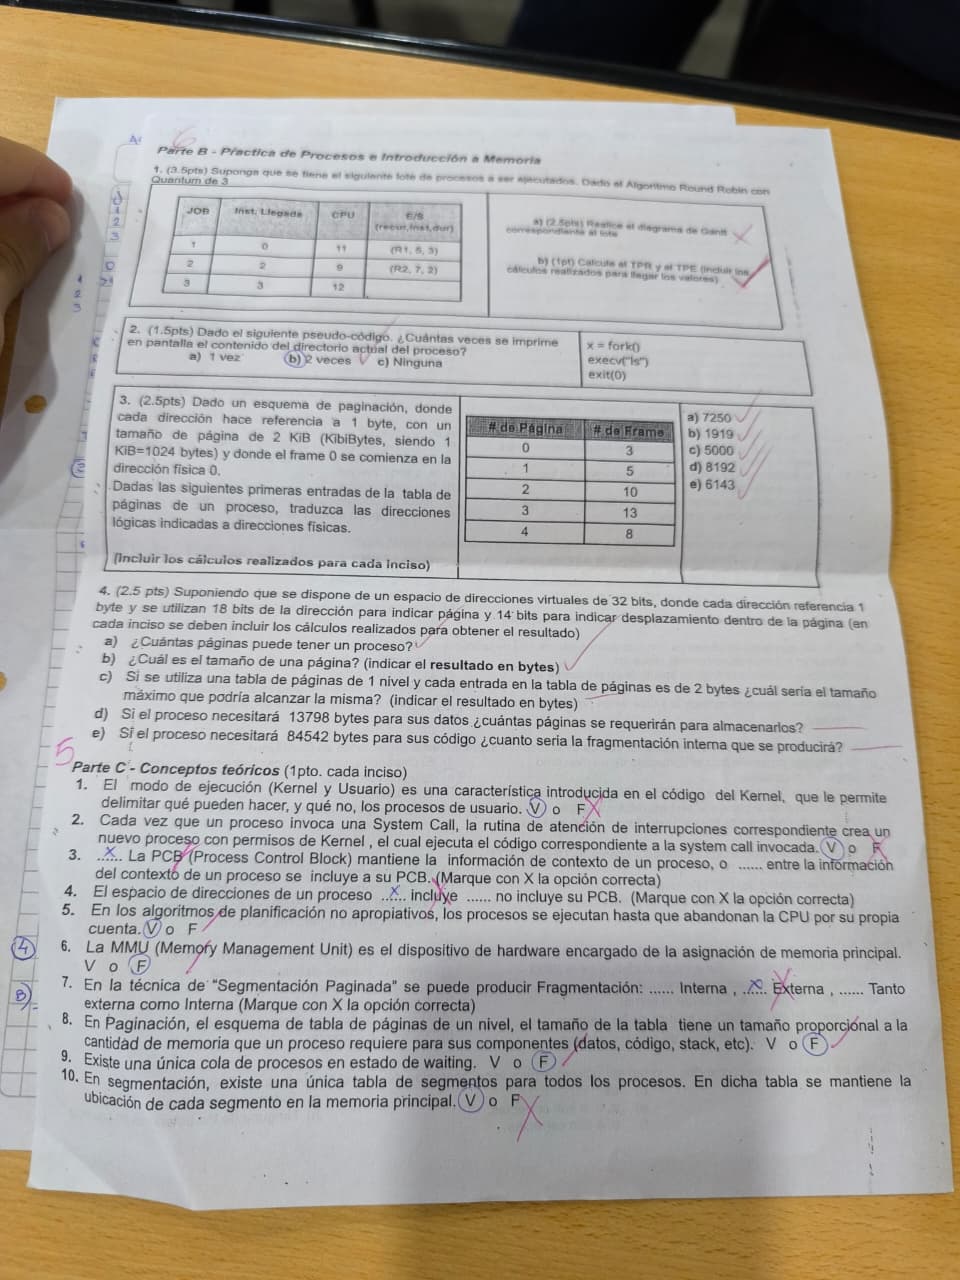 6
Parte B - Práctica de Procesos e Introducción a Memoria
1. (3.5pts) Suponga que se tiene el siguiente lote de procesos a ser ejecutados. Dado el Algoritmo Round Robin con
Quantum de 3
JOB Inst. Llegada CPU E/S (recur,inst,dur)
1 0 11 (R1, 5, 3)
2 2 9 (R2, 7, 2)
3 3 12
a) (2.5pts) Realice el diagrama de Gantt
correspondiente al lote
b) (1pt) Calcule el TPR y el TPE (incluir los
cálculos realizados para llegar los valores)
2. (1.5pts) Dado el siguiente pseudo-código. ¿Cuántas veces se imprime
en pantalla el contenido del directorio actual del proceso?
a) 1 vez b) 2 veces c) Ninguna
x = fork()
execv("ls")
exit(0)
3. (2.5pts) Dado un esquema de paginación, donde
cada dirección hace referencia a 1 byte, con un
tamaño de página de 2 KiB (KibiBytes, siendo 1
KiB=1024 bytes) y donde el frame 0 se comienza en la
dirección física 0.
Dadas las siguientes primeras entradas de la tabla de
páginas de un proceso, traduzca las direcciones
lógicas indicadas a direcciones físicas.
(Incluir los cálculos realizados para cada inciso)
# de Página # de Frame
0 3
1 5
2 10
3 13
4 8
a) 7250
b) 1919
c) 5000
d) 8192
e) 6143
4. (2.5 pts) Suponiendo que se dispone de un espacio de direcciones virtuales de 32 bits, donde cada dirección referencia 1
byte y se utilizan 18 bits de la dirección para indicar página y 14 bits para indicar desplazamiento dentro de la página (en
cada inciso se deben incluir los cálculos realizados para obtener el resultado)
a) ¿Cuántas páginas puede tener un proceso?
b) ¿Cuál es el tamaño de una página? (indicar el resultado en bytes)
c) Si se utiliza una tabla de páginas de 1 nivel y cada entrada en la tabla de páginas es de 2 bytes ¿cuál sería el tamaño
máximo que podría alcanzar la misma? (indicar el resultado en bytes)
d) Si el proceso necesitará 13798 bytes para sus datos ¿cuántas páginas se requerirán para almacenarlos?
e) Si el proceso necesitará 84542 bytes para sus código ¿cuanto seria la fragmentación interna que se producirá?
5
Parte C - Conceptos teóricos (1pto. cada inciso)
1. El modo de ejecución (Kernel y Usuario) es una característica introducida en el código del Kernel, que le permite
delimitar qué pueden hacer, y qué no, los procesos de usuario. V o F
2. Cada vez que un proceso invoca una System Call, la rutina de atención de interrupciones correspondiente crea un
nuevo proceso con permisos de Kernel , el cual ejecuta el código correspondiente a la system call invocada. V o F
3. ...X... La PCB (Process Control Block) mantiene la información de contexto de un proceso, o ...... entre la información
del contexto de un proceso se incluye a su PCB. (Marque con X la opción correcta)
4. El espacio de direcciones de un proceso ...X... incluye ...... no incluye su PCB. (Marque con X la opción correcta)
5. En los algoritmos de planificación no apropiativos, los procesos se ejecutan hasta que abandonan la CPU por su propia
cuenta. V o F
6. La MMU (Memory Management Unit) es el dispositivo de hardware encargado de la asignación de memoria principal.
V o F
7. En la técnica de "Segmentación Paginada" se puede producir Fragmentación: ...... Interna , ...X... Externa , ...... Tanto
externa como Interna (Marque con X la opción correcta)
8. En Paginación, el esquema de tabla de páginas de un nivel, el tamaño de la tabla tiene un tamaño proporcional a la
cantidad de memoria que un proceso requiere para sus componentes (datos, código, stack, etc). V o F
9. Existe una única cola de procesos en estado de waiting. V o F
10. En segmentación, existe una única tabla de segmentos para todos los procesos. En dicha tabla se mantiene la
ubicación de cada segmento en la memoria principal. V o F
4